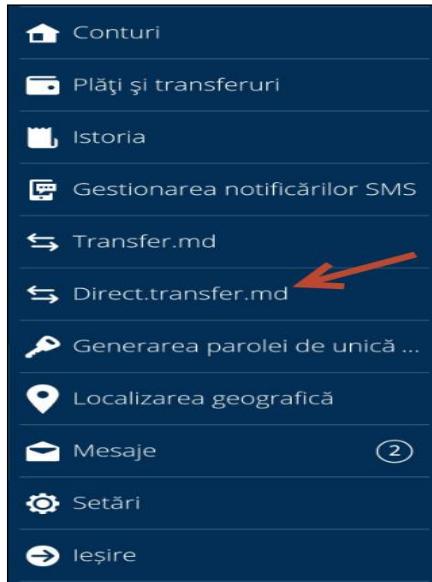 Conturi
Plăţi şi transferuri
Istoria
Gestionarea notificărilor SMS
Transfer.md
Direct.transfer.md
Generarea parolei de unică ...
Localizarea geografică
Mesaje 2
Setări
Ieșire